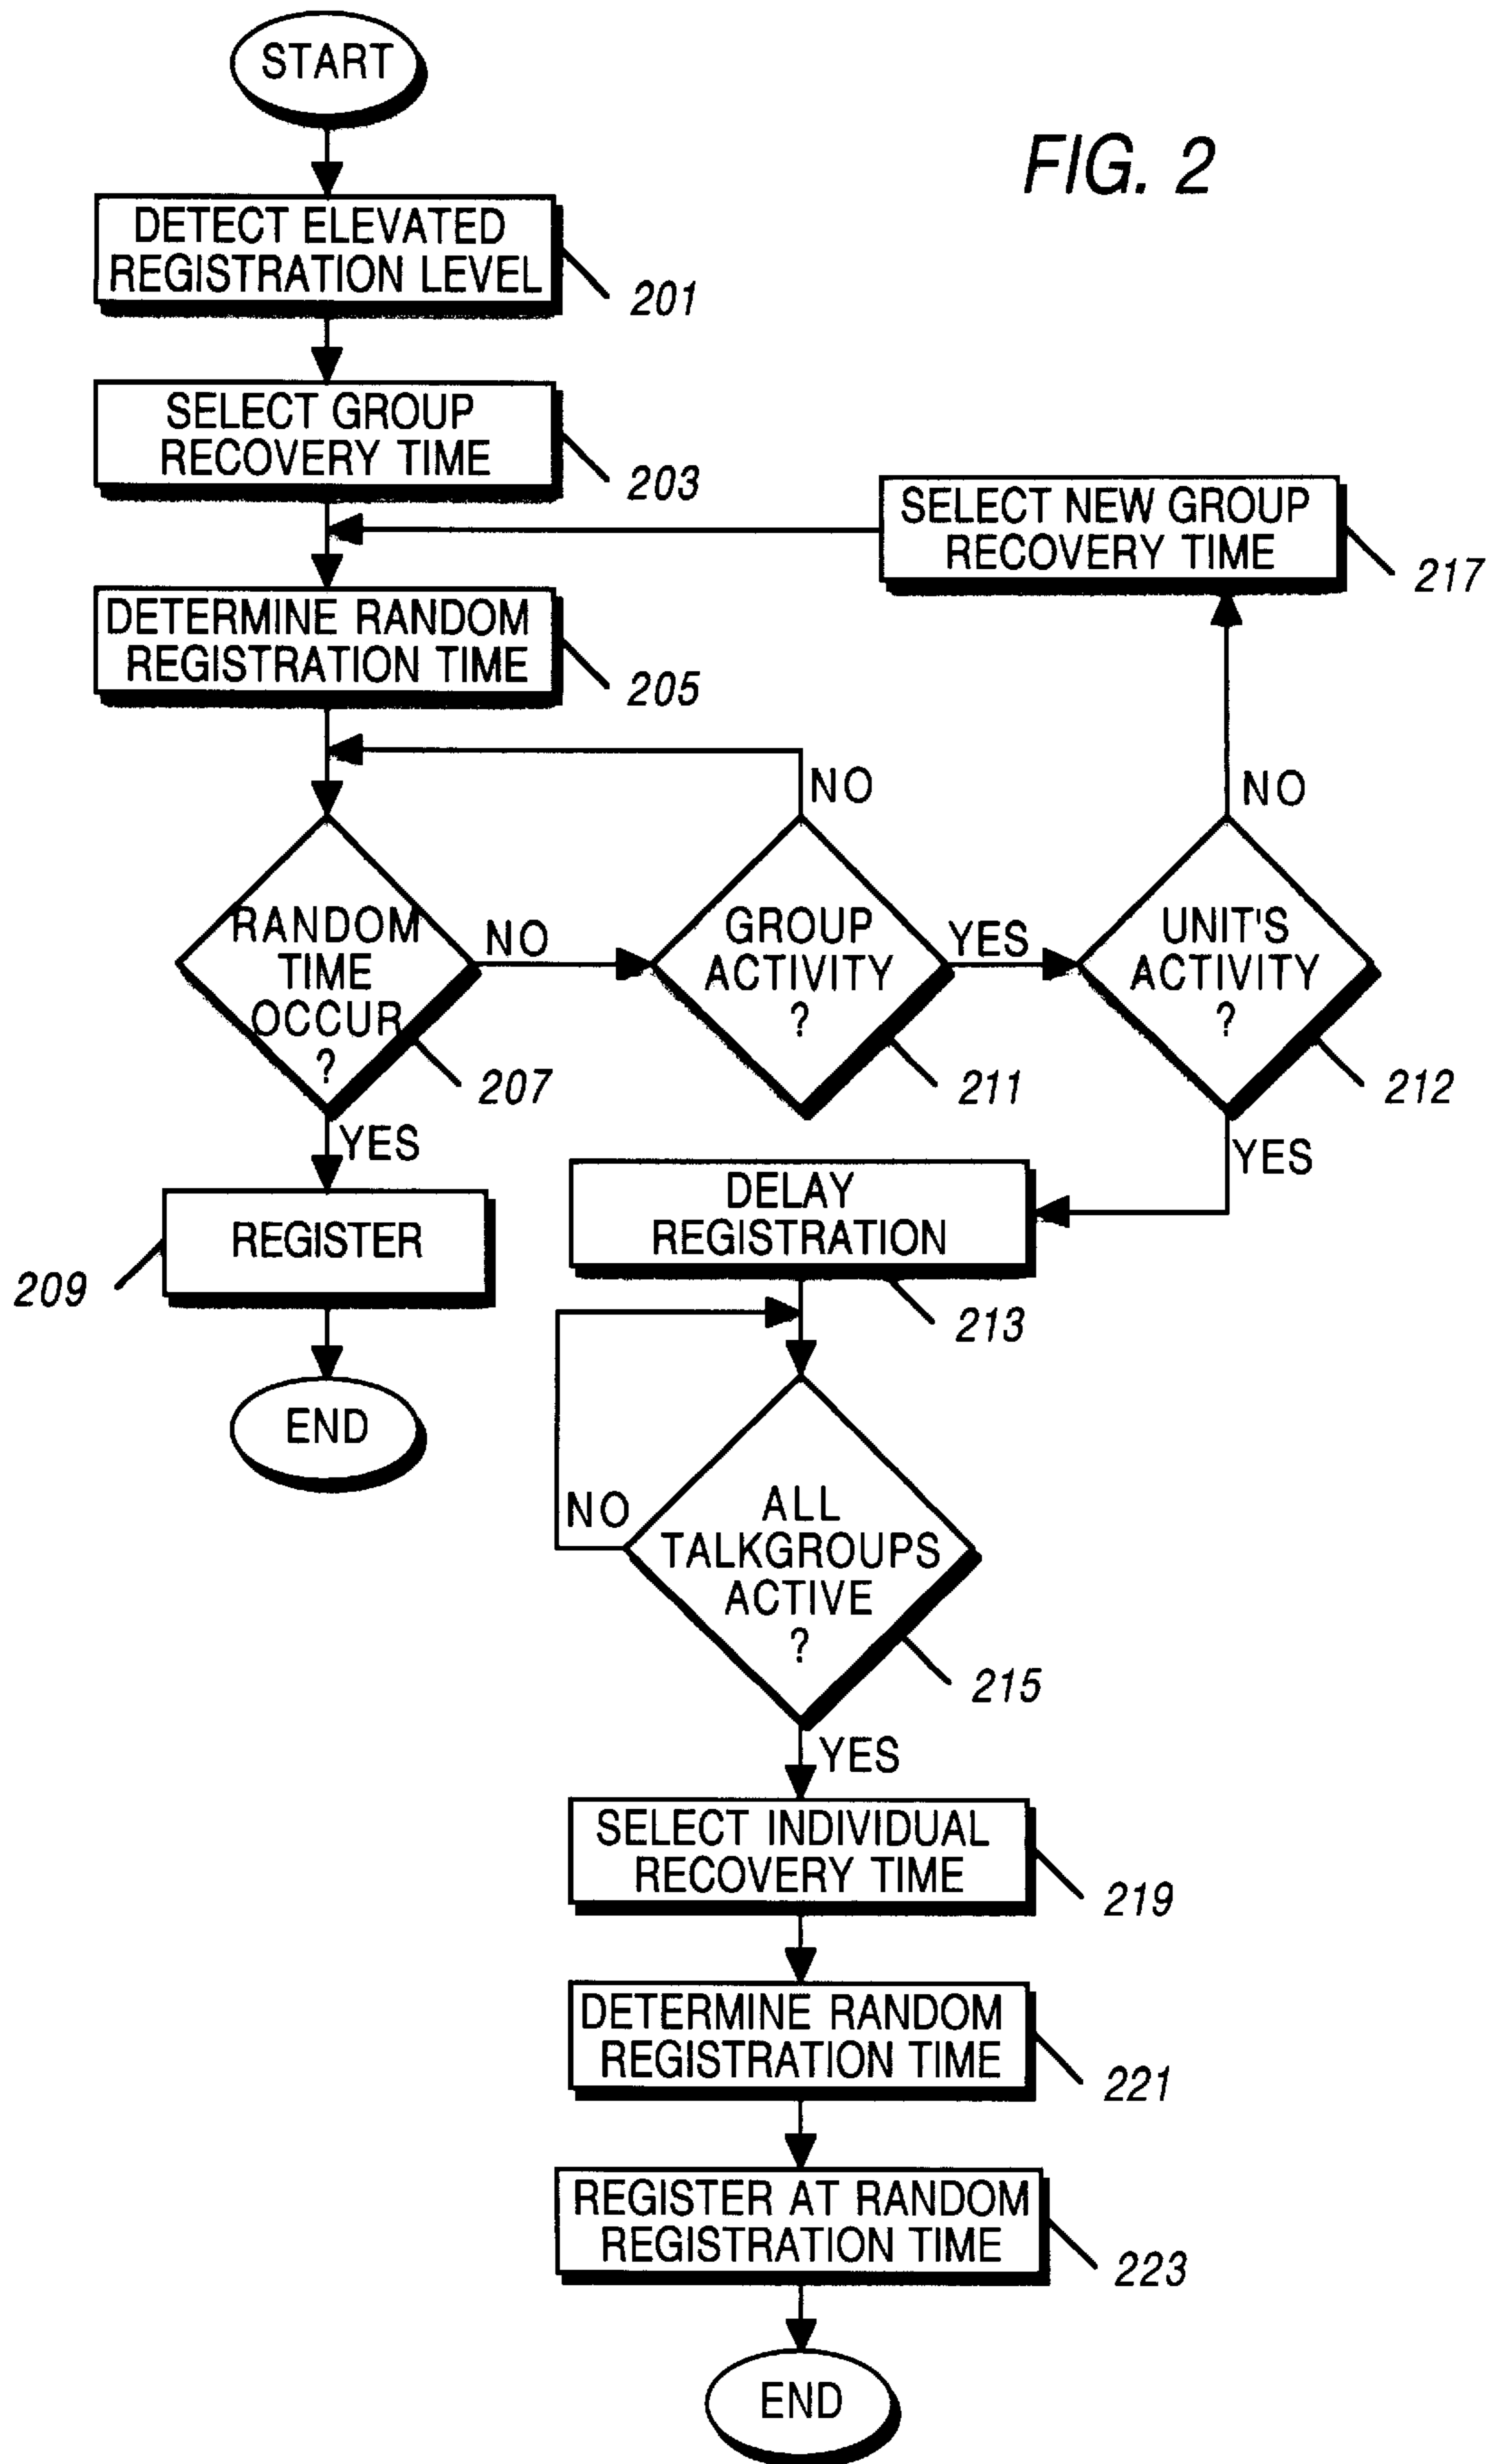 START
FIG. 2
DETECT ELEVATED
REGISTRATION LEVEL
201
SELECT GROUP
RECOVERY TIME
203
SELECT NEW GROUP
RECOVERY TIME
217
DETERMINE RANDOM
REGISTRATION TIME
205
NO
NO
RANDOM
TIME
OCCUR
?
207
NO
GROUP
ACTIVITY
?
211
YES
UNIT'S
ACTIVITY
?
212
YES
YES
REGISTER
209
DELAY
REGISTRATION
213
END
NO
ALL
TALKGROUPS
ACTIVE
?
215
YES
SELECT INDIVIDUAL
RECOVERY TIME
219
DETERMINE RANDOM
REGISTRATION TIME
221
REGISTER AT RANDOM
REGISTRATION TIME
223
END